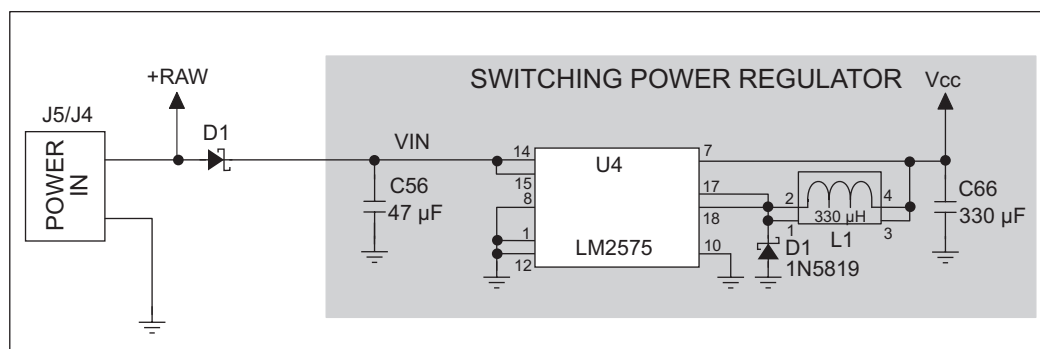 SWITCHING POWER REGULATOR
+RAW
Vcc
J5/J4
D1
POWER
IN
VIN
C56
47 µF
14
15
8
1
12
U4
LM2575
7
17
18
10
2
1
4
3
330 µH
L1
D1
1N5819
C66
330 µF